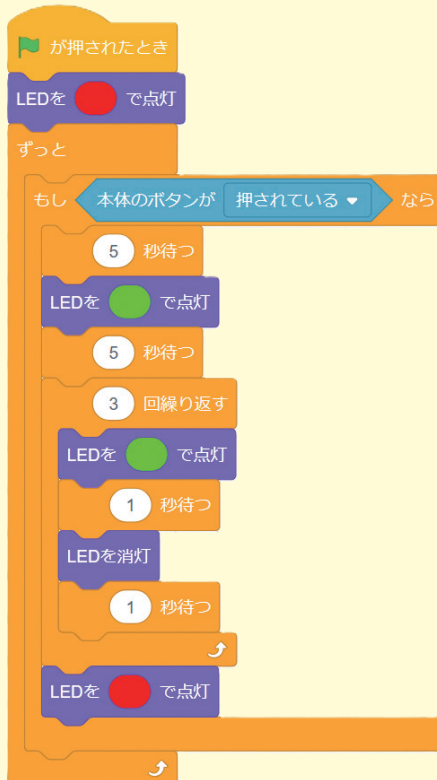 が押されたとき
LEDを で点灯
ずっと
もし 本体のボタンが 押されている なら
5 秒待つ
LEDを で点灯
5 秒待つ
3 回繰り返す
LEDを で点灯
1 秒待つ
LEDを消灯
1 秒待つ
LEDを で点灯